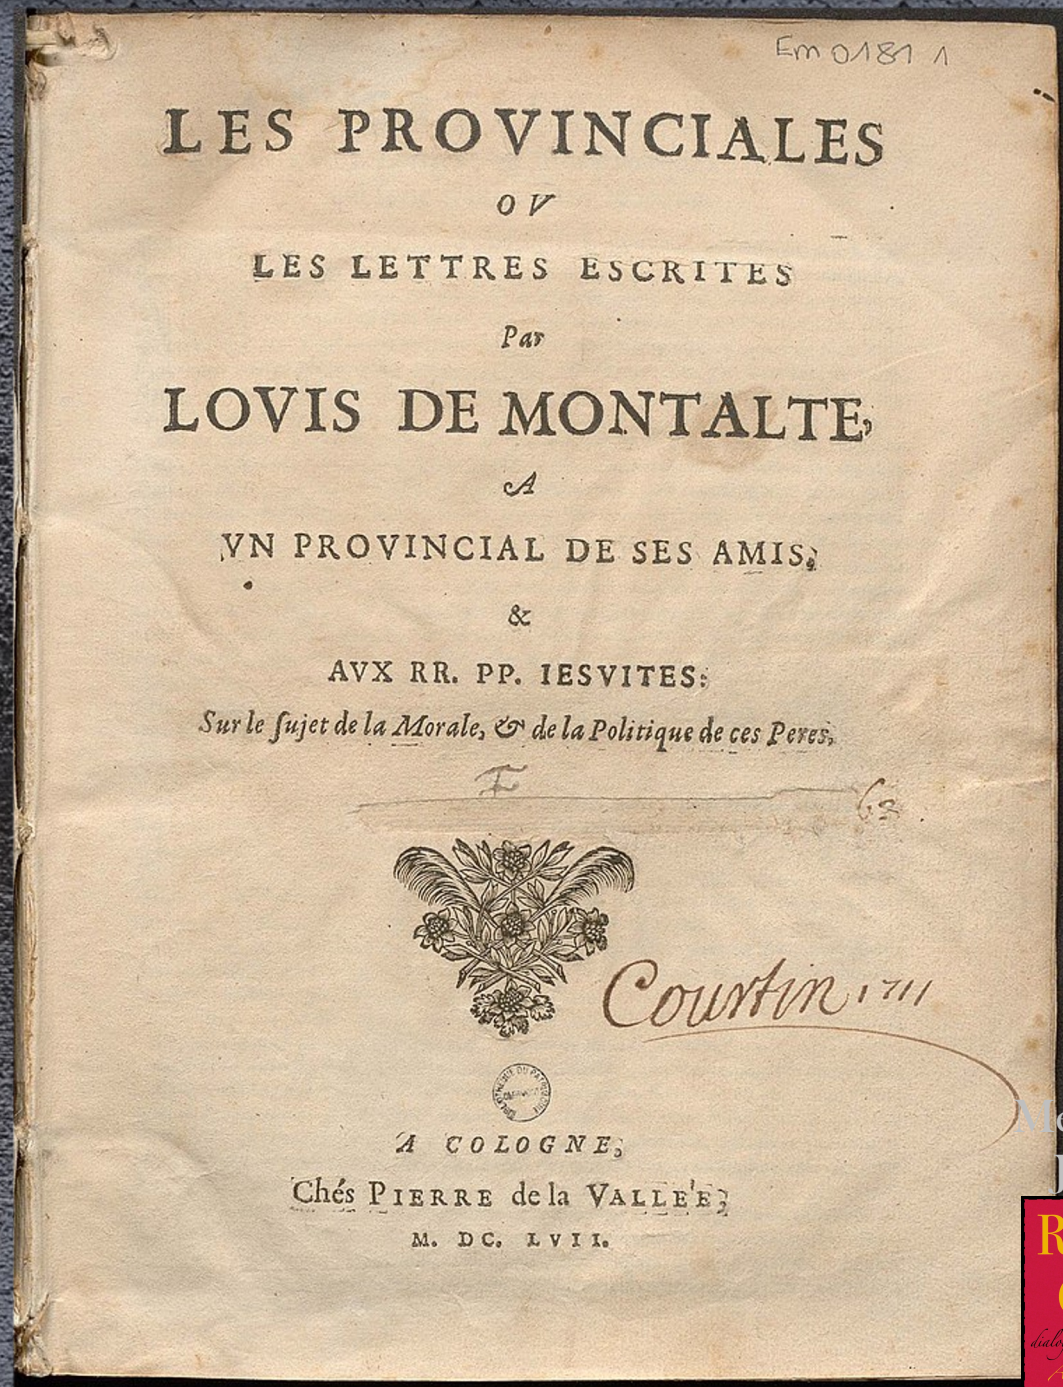 Em 0181 1
LES PROVINCIALES
OV
LES LETTRES ESCRITES
Par
LOVIS DE MONTALTE,
A
VN PROVINCIAL DE SES AMIS,
&
AVX RR. PP. IESVITES:
Sur le ſujet de la Morale, & de la Politique de ces Peres,
Courtin 1711
A COLOGNE,
Chés PIERRE de la VALLÉE,
M. DC. LVII.